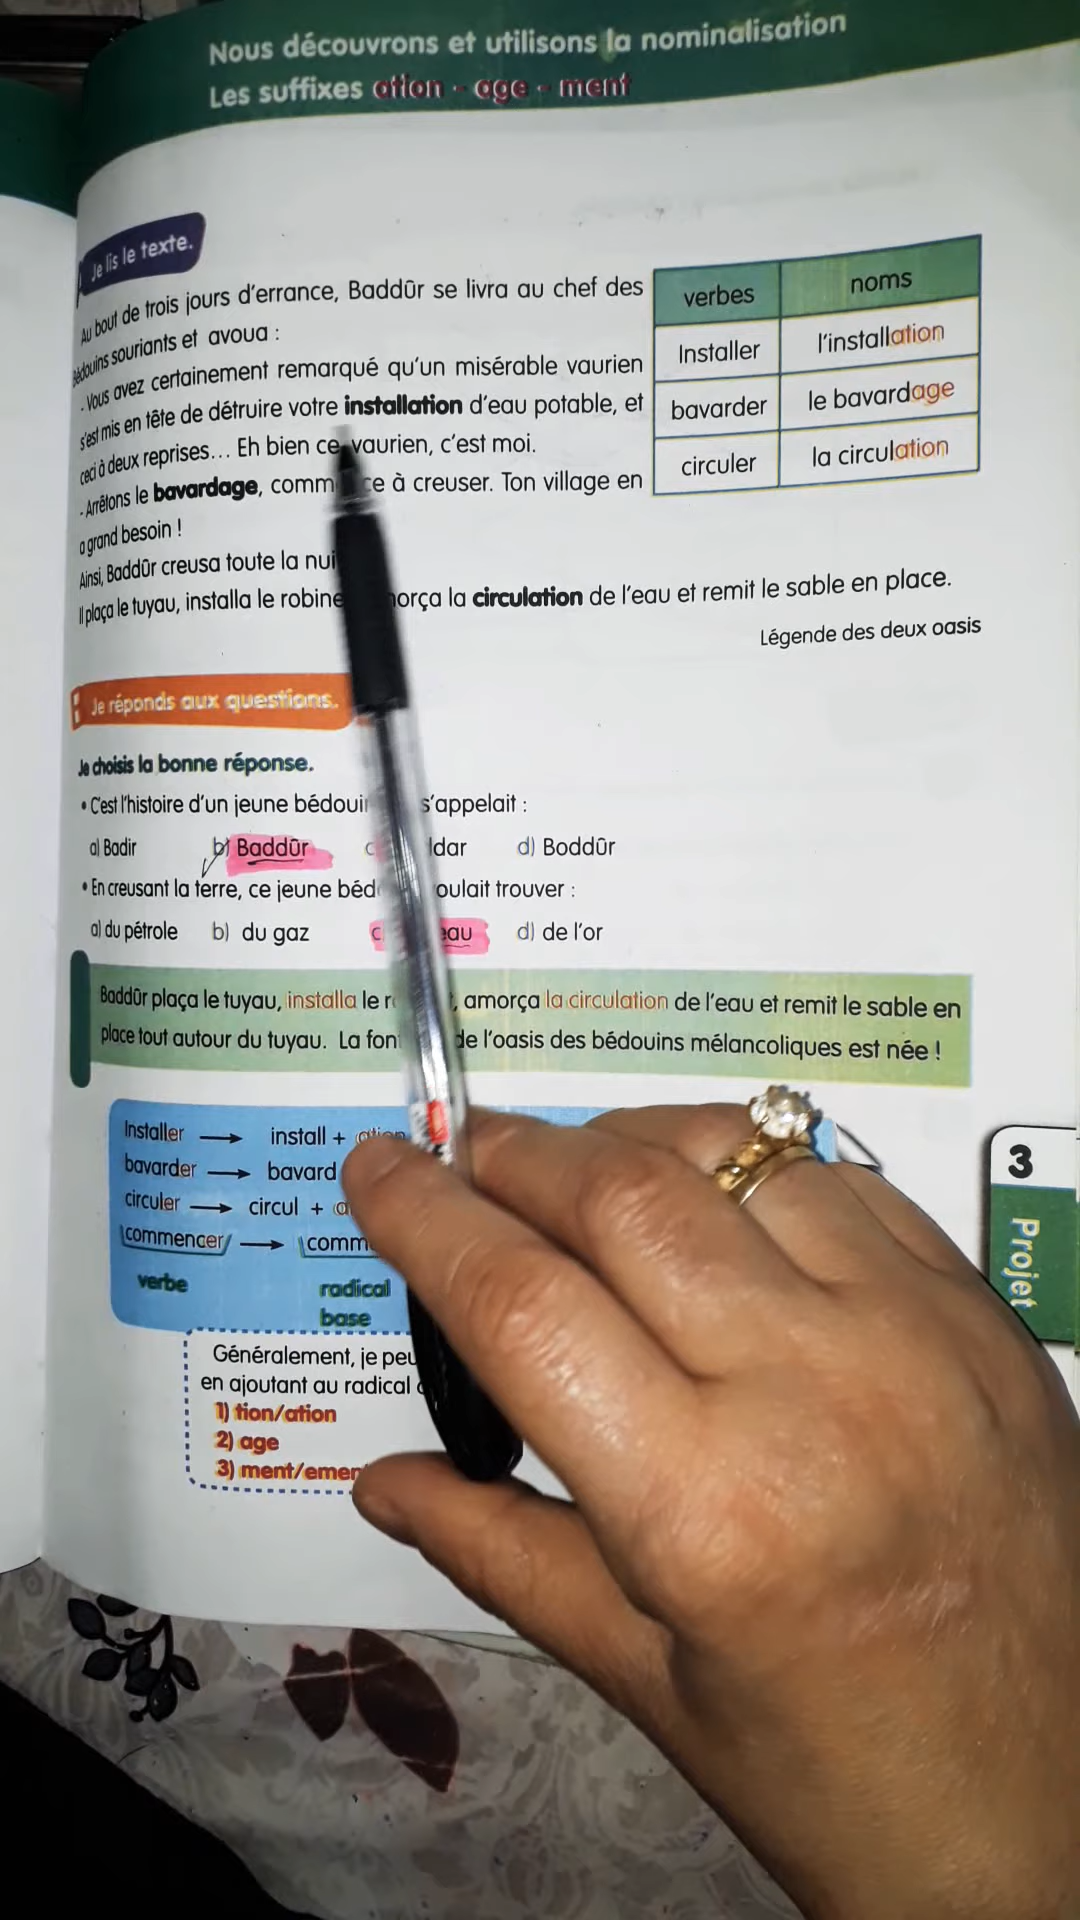 Nous découvrons et utilisons la nominalisation
Les suffixes ation - age - ment
Je lis le texte.
Au bout de trois jours d'errance, Baddûr se livra au chef des
Bédouins souriants et avoua :
- Vous avez certainement remarqué qu'un misérable vaurien
s'est mis en tête de détruire votre installation d'eau potable, et
ceci à deux reprises... Eh bien ce vaurien, c'est moi.
- Arrêtons le bavardage, comm ce à creuser. Ton village en
a grand besoin !
Ainsi, Baddûr creusa toute la nui
Il plaça le tuyau, installa le robine morça la circulation de l'eau et remit le sable en place.
Légende des deux oasis
verbes noms
Installer l'installation
bavarder le bavardage
circuler la circulation
Je réponds aux questions.
Je choisis la bonne réponse.
• C'est l'histoire d'un jeune bédoui s'appelait :
a) Badir b) Baddûr c ldar d) Boddûr
• En creusant la terre, ce jeune béd oulait trouver :
a) du pétrole b) du gaz c eau d) de l'or
Baddûr plaça le tuyau, installa le r , amorça la circulation de l'eau et remit le sable en
place tout autour du tuyau. La fon de l'oasis des bédouins mélancoliques est née !
Installer → install + ation
bavarder → bavard
circuler → circul + a
commencer → comm
verbe radical
base
Généralement, je peu
en ajoutant au radical
1) tion/ation
2) age
3) ment/emen
3
Projet